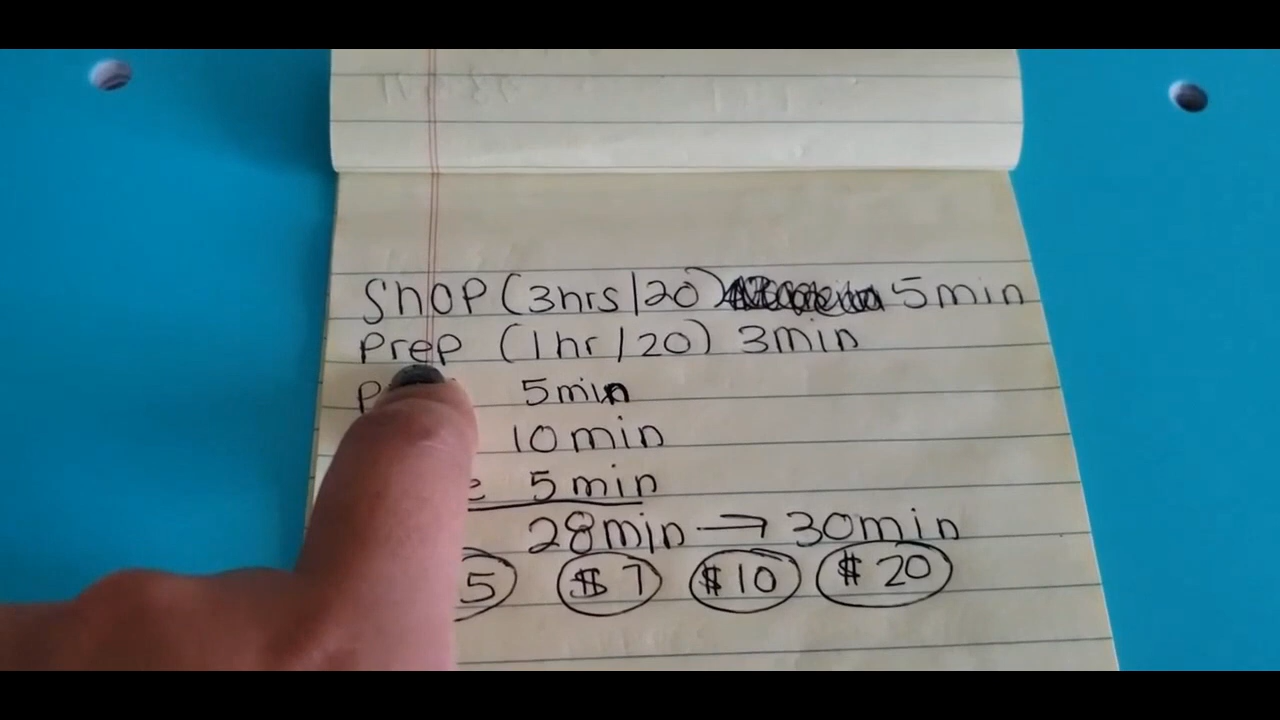 Shop (3hrs/20) 5min
Prep (1hr/20) 3min
5min
10min
5min
28min → 30min
5 $7 $10 $20